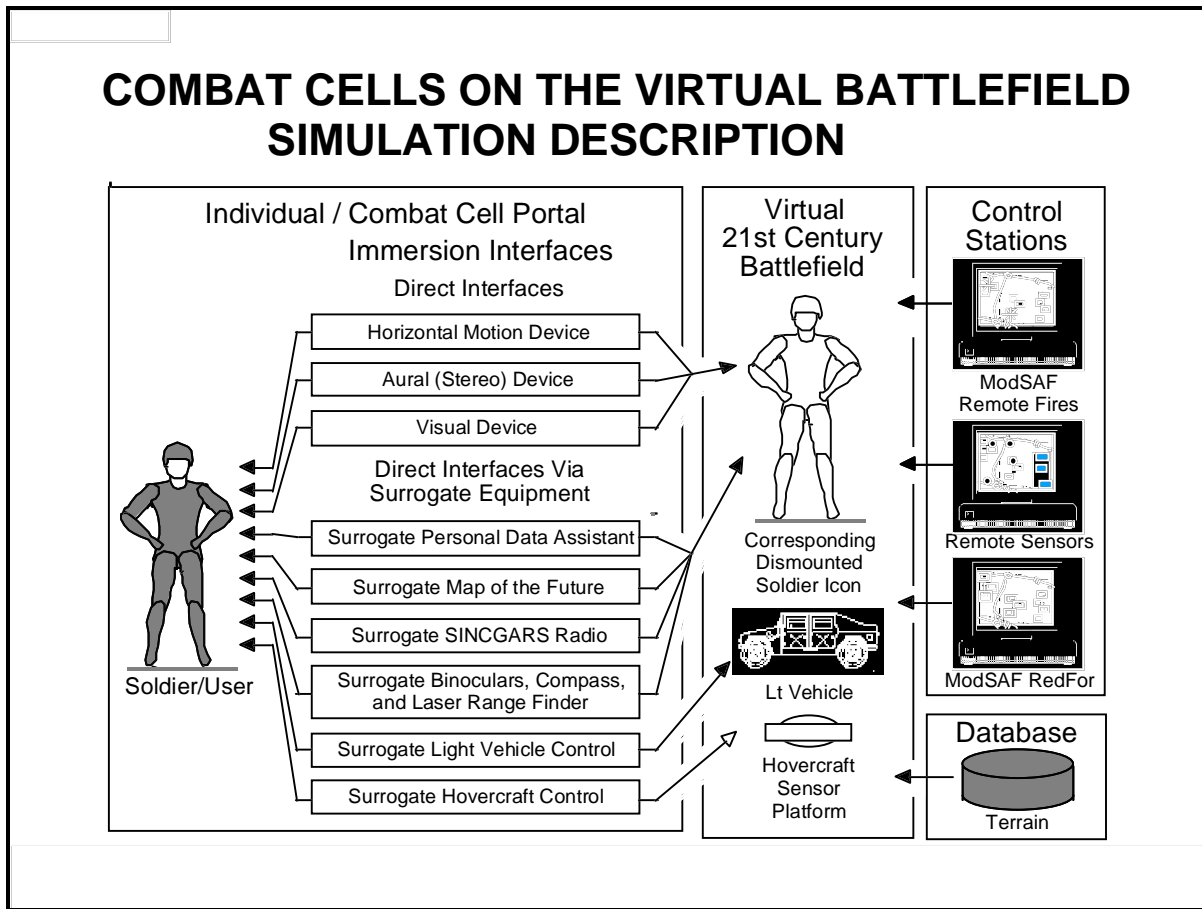 COMBAT CELLS ON THE VIRTUAL BATTLEFIELD
SIMULATION DESCRIPTION
Individual / Combat Cell Portal
Immersion Interfaces
Direct Interfaces
Horizontal Motion Device
Aural (Stereo) Device
Visual Device
Direct Interfaces Via
Surrogate Equipment
Surrogate Personal Data Assistant
Surrogate Map of the Future
Surrogate SINCGARS Radio
Surrogate Binoculars, Compass,
and Laser Range Finder
Surrogate Light Vehicle Control
Surrogate Hovercraft Control
Soldier/User
Virtual
21st Century
Battlefield
Corresponding
Dismounted
Soldier Icon
Lt Vehicle
Hovercraft
Sensor
Platform
Control
Stations
ModSAF
Remote Fires
Remote Sensors
ModSAF RedFor
Database
Terrain